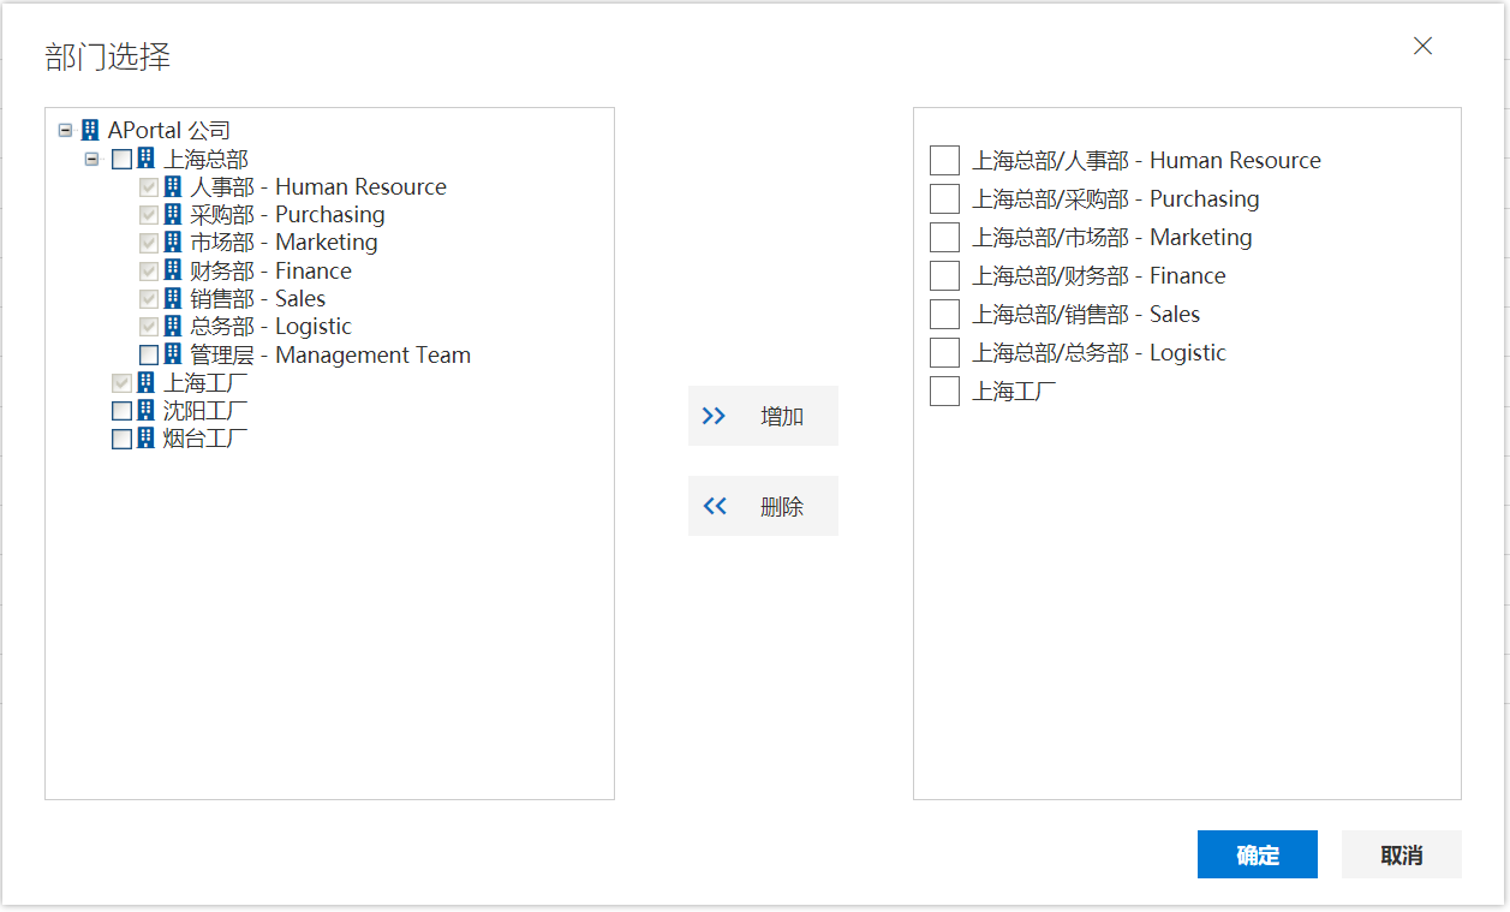 部门选择
APortal 公司
上海总部
人事部 - Human Resource
采购部 - Purchasing
市场部 - Marketing
财务部 - Finance
销售部 - Sales
总务部 - Logistic
管理层 - Management Team
上海工厂
沈阳工厂
烟台工厂
增加
删除
上海总部/人事部 - Human Resource
上海总部/采购部 - Purchasing
上海总部/市场部 - Marketing
上海总部/财务部 - Finance
上海总部/销售部 - Sales
上海总部/总务部 - Logistic
上海工厂
确定
取消